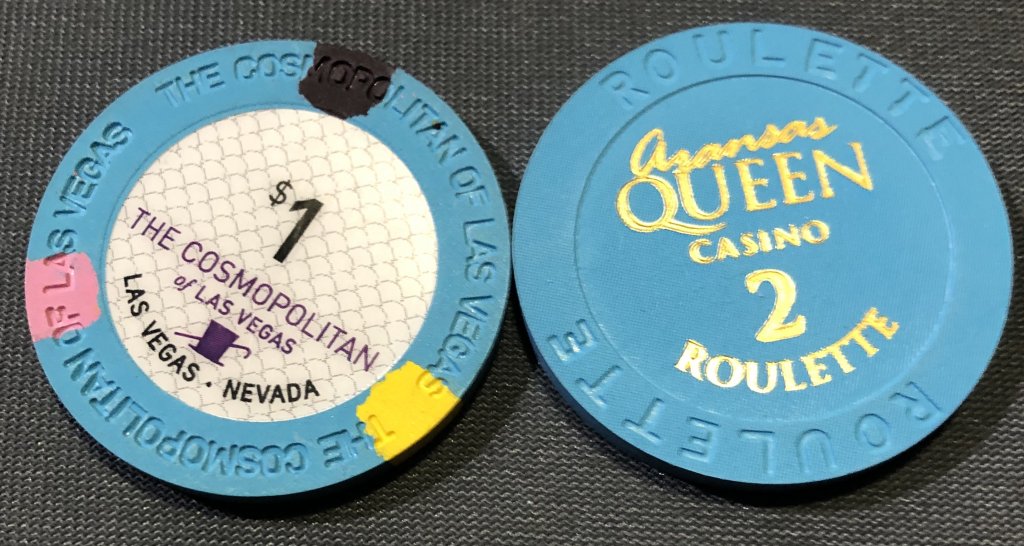 THE COSMOPOLITAN OF LAS VEGAS
THE COSMOPOLITAN OF LAS VEGAS
$1
THE COSMOPOLITAN
of LAS VEGAS
LAS VEGAS · NEVADA
ROULETTE
ROULETTE
Aransas
QUEEN
CASINO
2
ROULETTE